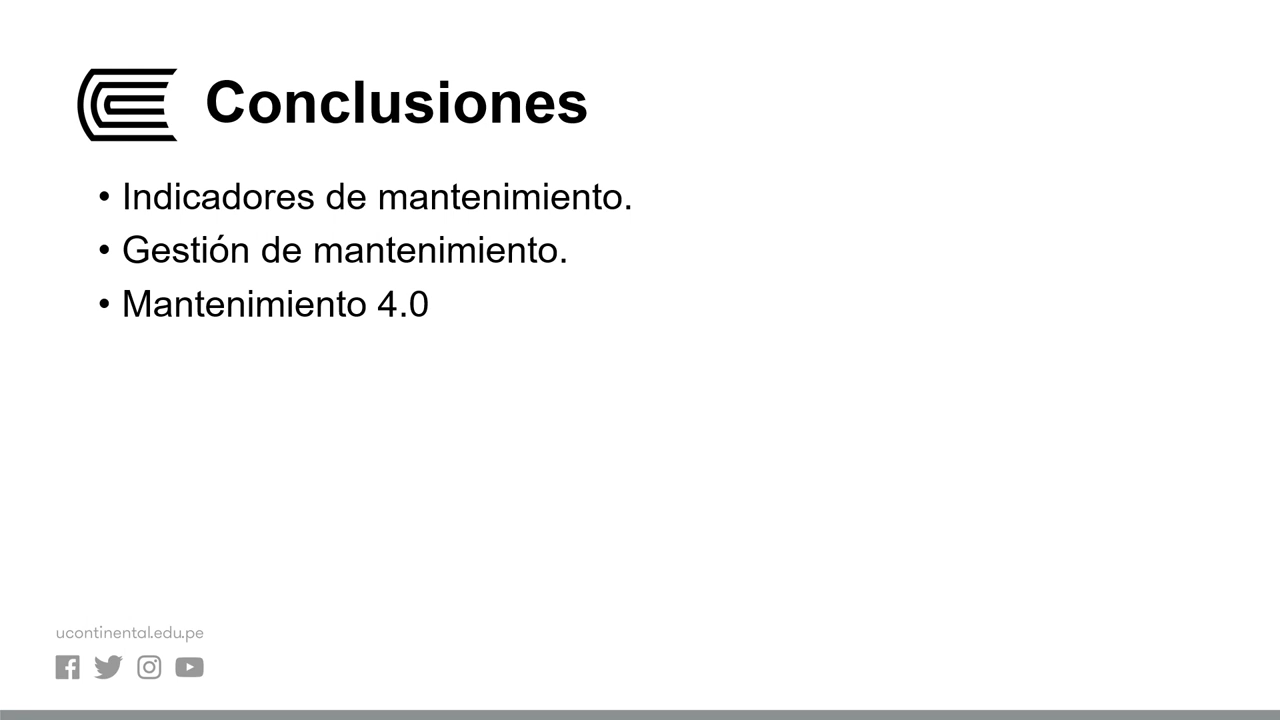 Conclusiones
• Indicadores de mantenimiento.
• Gestión de mantenimiento.
• Mantenimiento 4.0
ucontinental.edu.pe